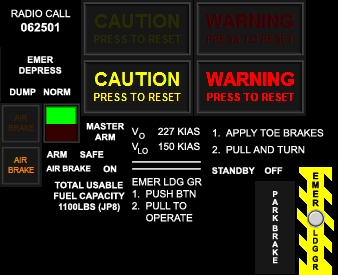 RADIO CALL
062501
CAUTION
PRESS TO RESET
WARNING
PRESS TO RESET
EMER
DEPRESS
DUMP NORM
CAUTION
PRESS TO RESET
WARNING
PRESS TO RESET
AIR
BRAKE
MASTER
ARM
VO 227 KIAS
VLO 150 KIAS
1. APPLY TOE BRAKES
2. PULL AND TURN
AIR
BRAKE
ARM SAFE
AIR BRAKE ON
STANDBY OFF
TOTAL USABLE
FUEL CAPACITY
1100LBS (JP8)
EMER LDG GR
1. PUSH BTN
2. PULL TO
OPERATE
PARK BRAKE
EMER LDG GR